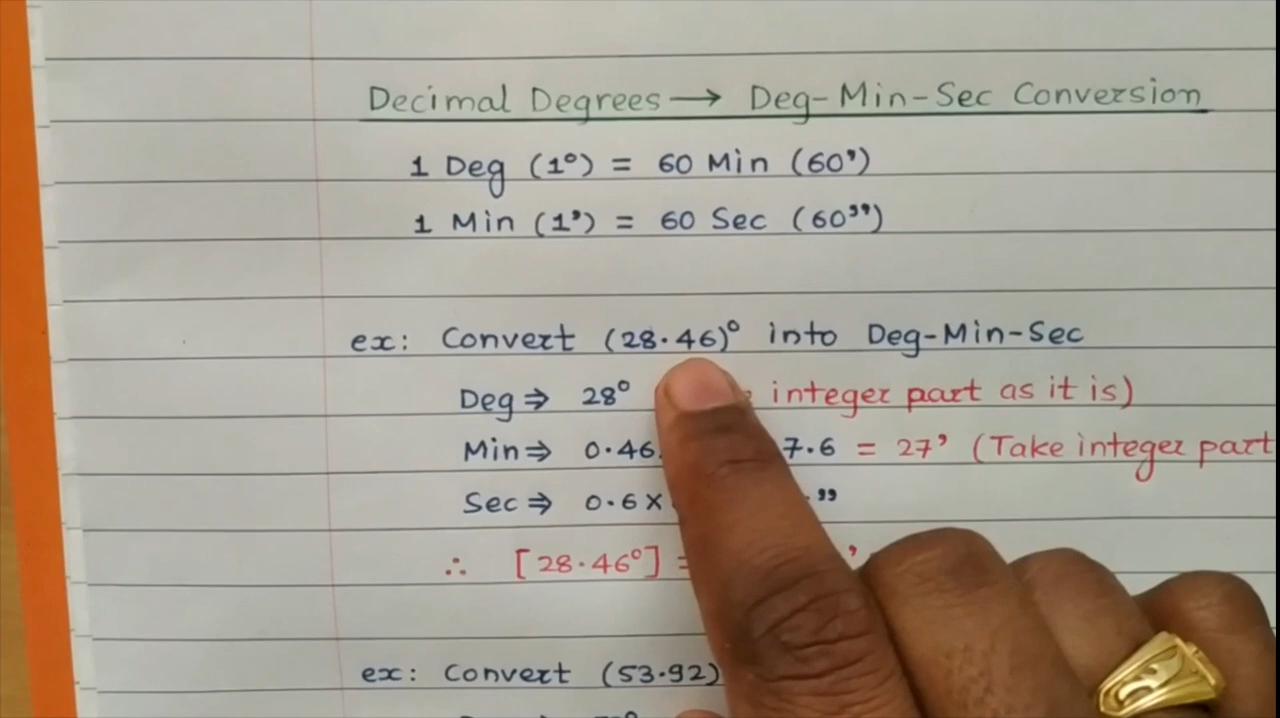 Decimal Degrees → Deg-Min-Sec Conversion
1 Deg (1°) = 60 Min (60’)
1 Min (1’) = 60 Sec (60”)
ex: Convert (28.46)° into Deg-Min-Sec
Deg ⇒ 28° integer part as it is)
Min ⇒ 0.46 7.6 = 27’ (Take integer part
Sec ⇒ 0.6 × ”
∴ [28.46°] = ’
ex: Convert (53.92)